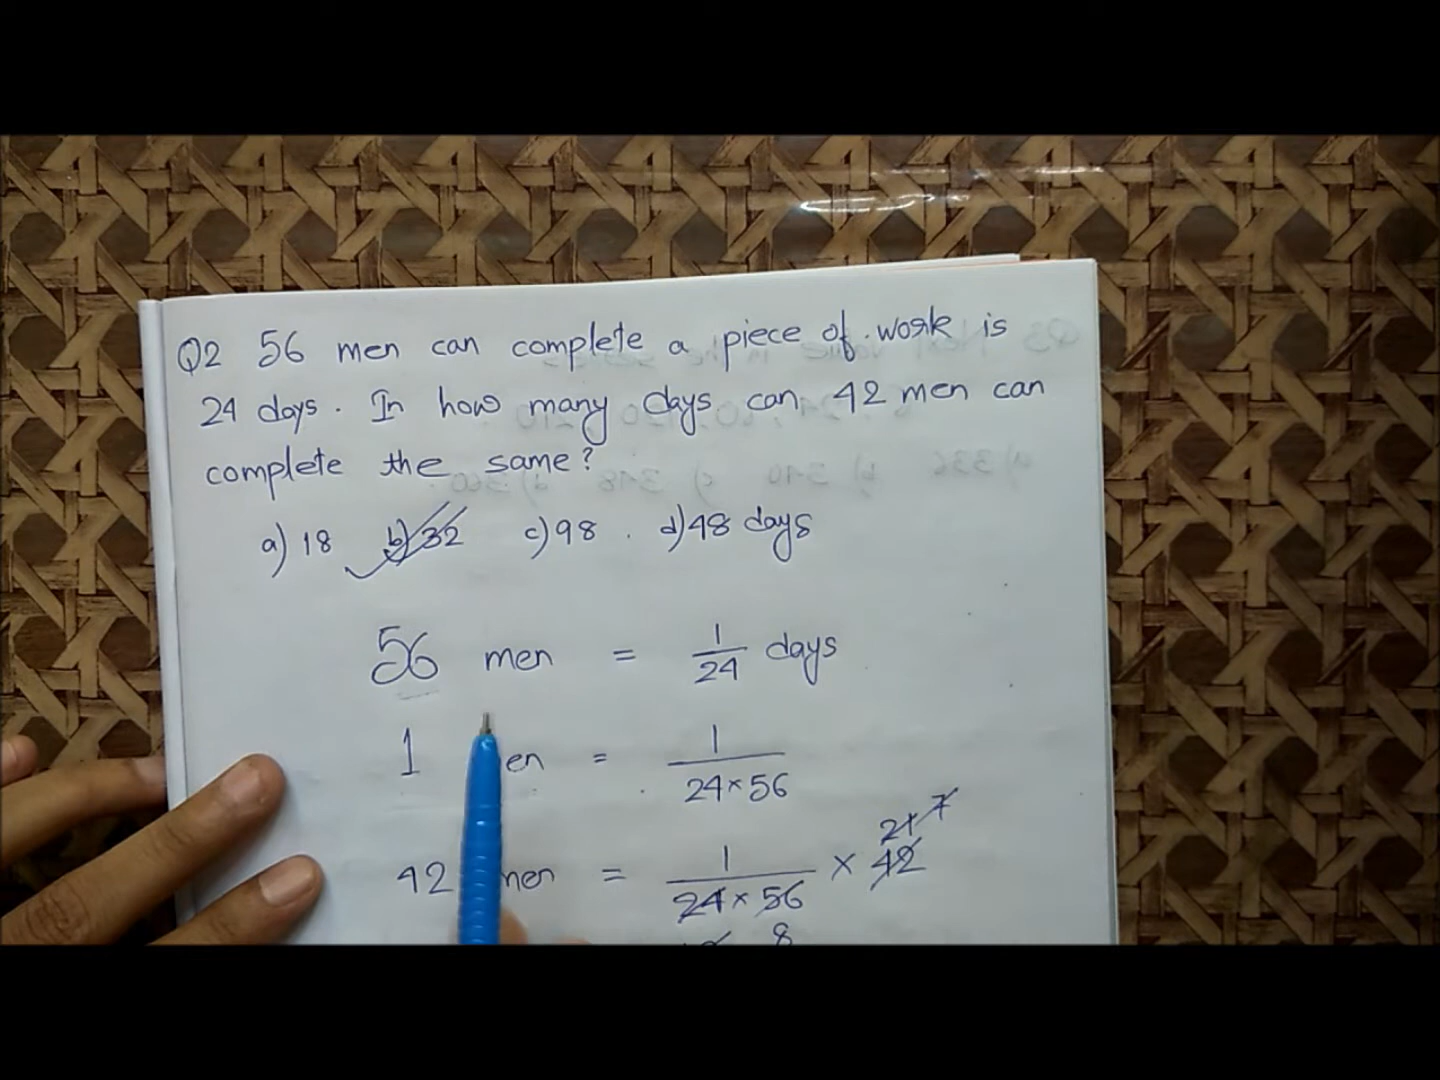 Q2 56 men can complete a piece of work is
24 days. In how many days can 42 men can
complete the same?
a) 18 b) 32 c) 98 d) 48 days
56 men = 1/24 days
1 en = 1/24×56
42 men = 1/24×56 × 42
21 7
8